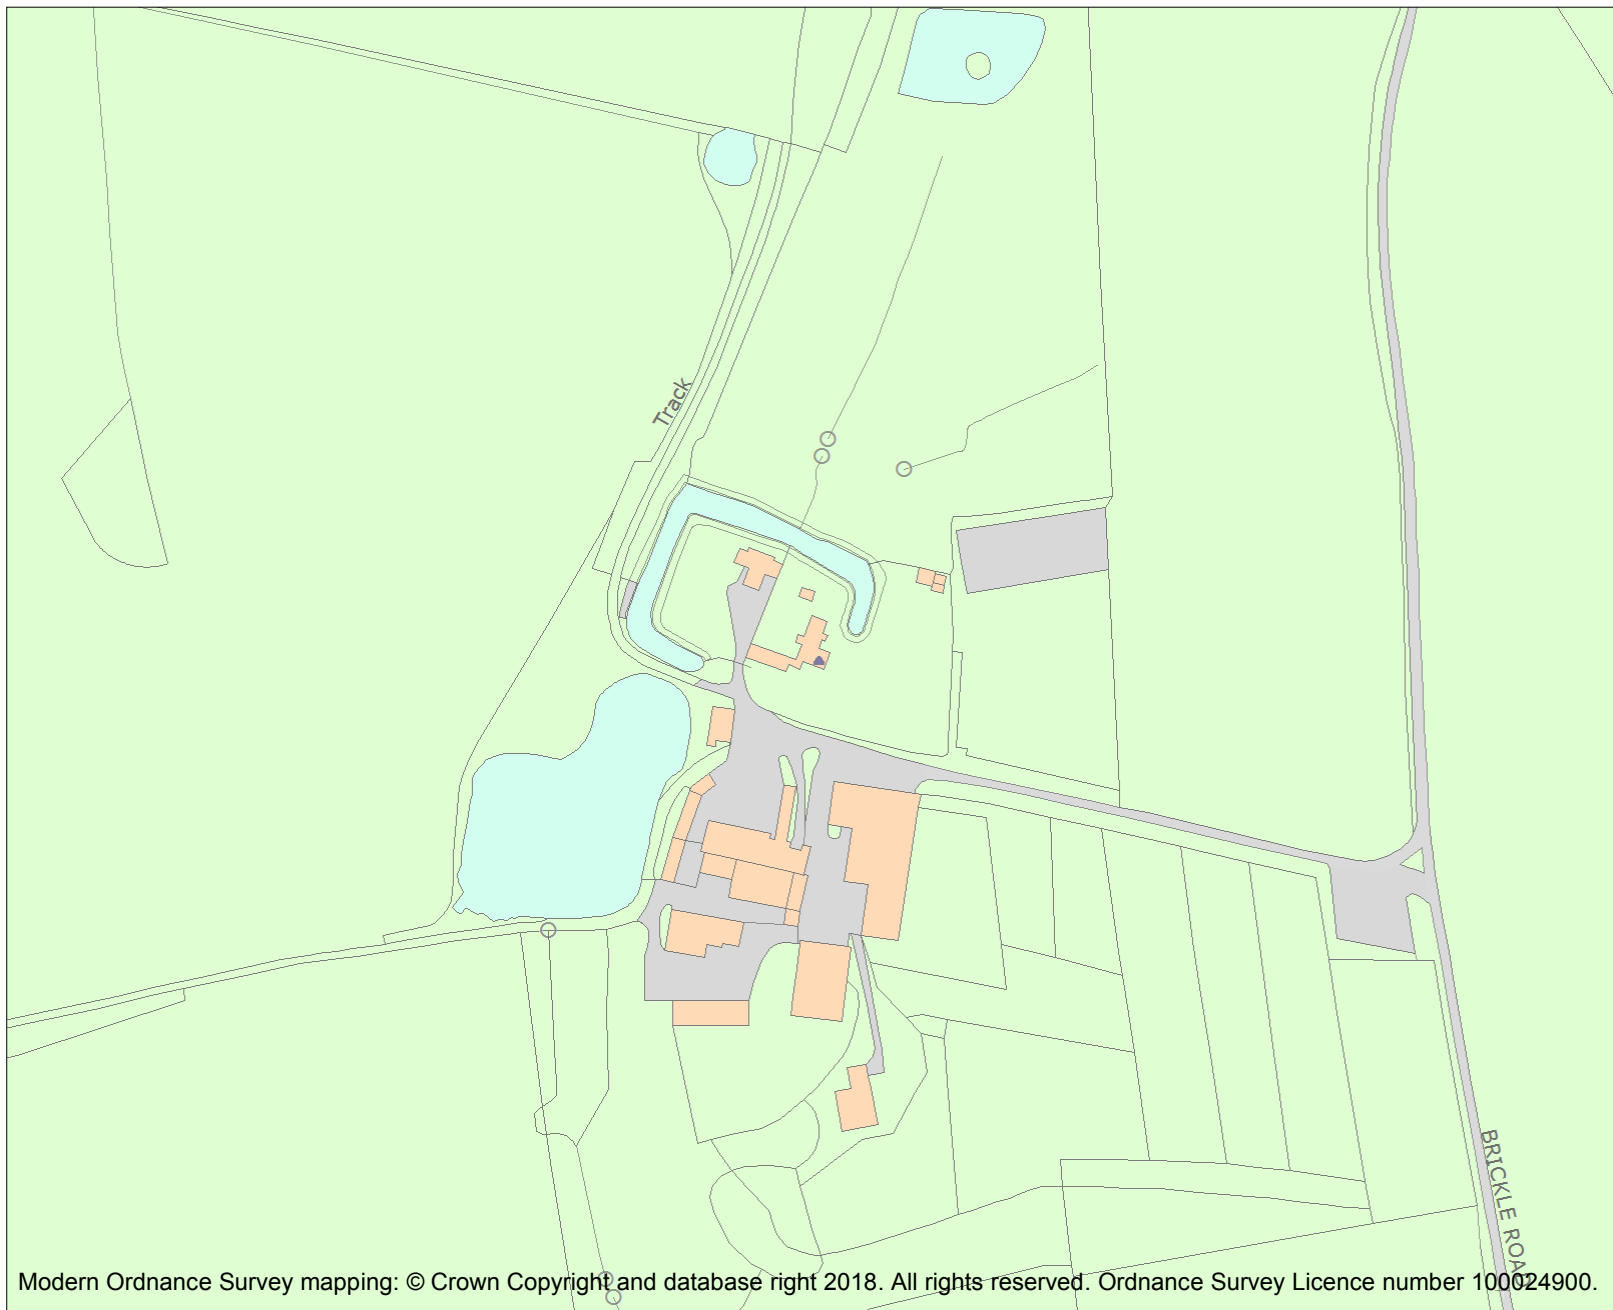 Track
BRICKLE ROAD
Modern Ordnance Survey mapping: © Crown Copyright and database right 2018. All rights reserved. Ordnance Survey Licence number 100024900.